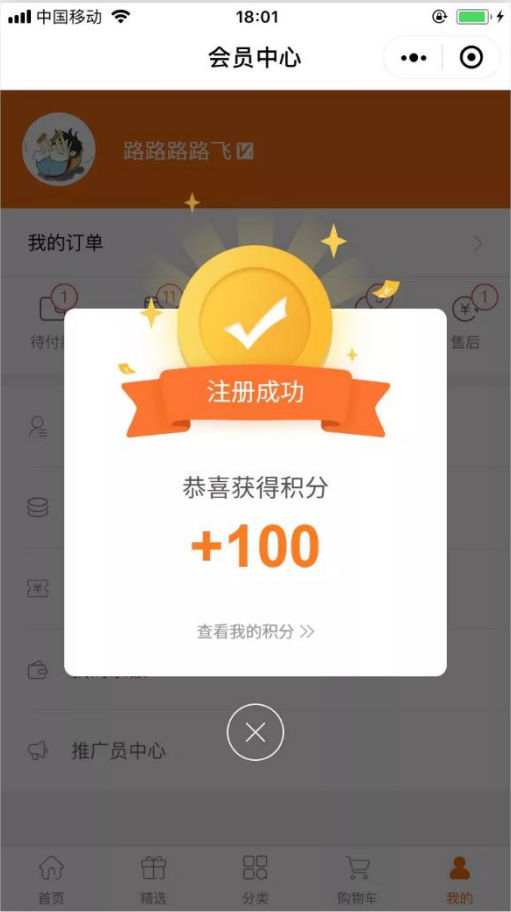 中国移动
18:01
会员中心
路路路路飞
我的订单
1
11
1
待付
售后
注册成功
恭喜获得积分
+100
查看我的积分 >>
推广员中心
首页
精选
分类
购物车
我的